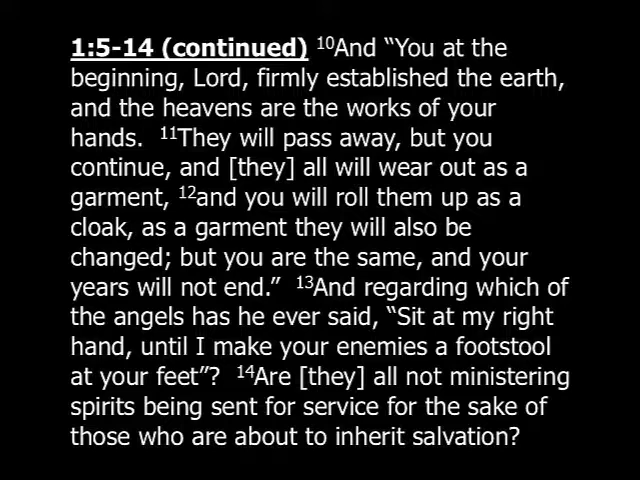 1:5-14 (continued) ¹⁰And “You at the
beginning, Lord, firmly established the earth,
and the heavens are the works of your
hands. ¹¹They will pass away, but you
continue, and [they] all will wear out as a
garment, ¹²and you will roll them up as a
cloak, as a garment they will also be
changed; but you are the same, and your
years will not end.” ¹³And regarding which of
the angels has he ever said, “Sit at my right
hand, until I make your enemies a footstool
at your feet”? ¹⁴Are [they] all not ministering
spirits being sent for service for the sake of
those who are about to inherit salvation?